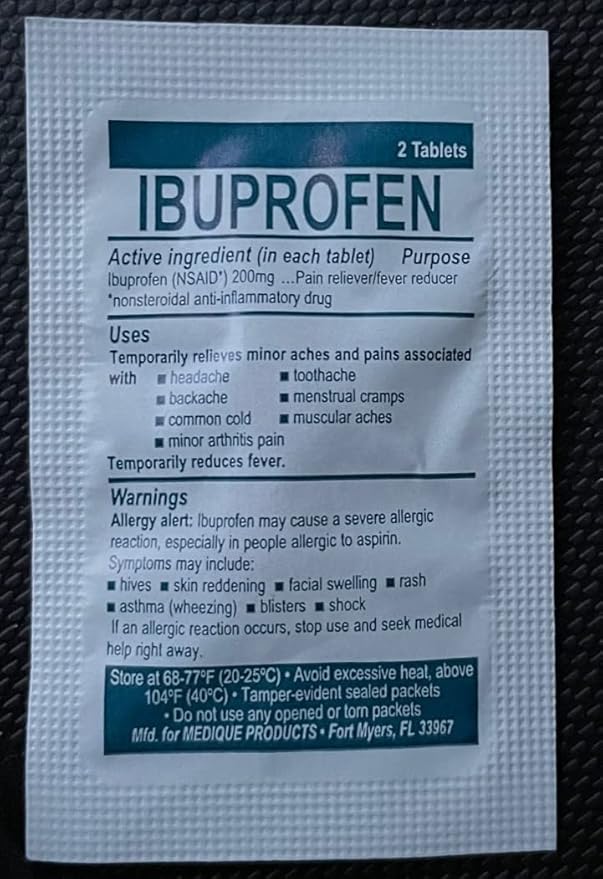 2 Tablets
IBUPROFEN
Active ingredient (in each tablet) Purpose
Ibuprofen (NSAID*) 200mg ...Pain reliever/fever reducer
*nonsteroidal anti-inflammatory drug
Uses
Temporarily relieves minor aches and pains associated
with ■ headache ■ toothache
■ backache ■ menstrual cramps
■ common cold ■ muscular aches
■ minor arthritis pain
Temporarily reduces fever.
Warnings
Allergy alert: Ibuprofen may cause a severe allergic
reaction, especially in people allergic to aspirin.
Symptoms may include:
■ hives ■ skin reddening ■ facial swelling ■ rash
■ asthma (wheezing) ■ blisters ■ shock
If an allergic reaction occurs, stop use and seek medical
help right away.
Store at 68-77°F (20-25°C) • Avoid excessive heat, above
104°F (40°C) • Tamper-evident sealed packets
• Do not use any opened or torn packets
Mfd. for MEDIQUE PRODUCTS • Fort Myers, FL 33967